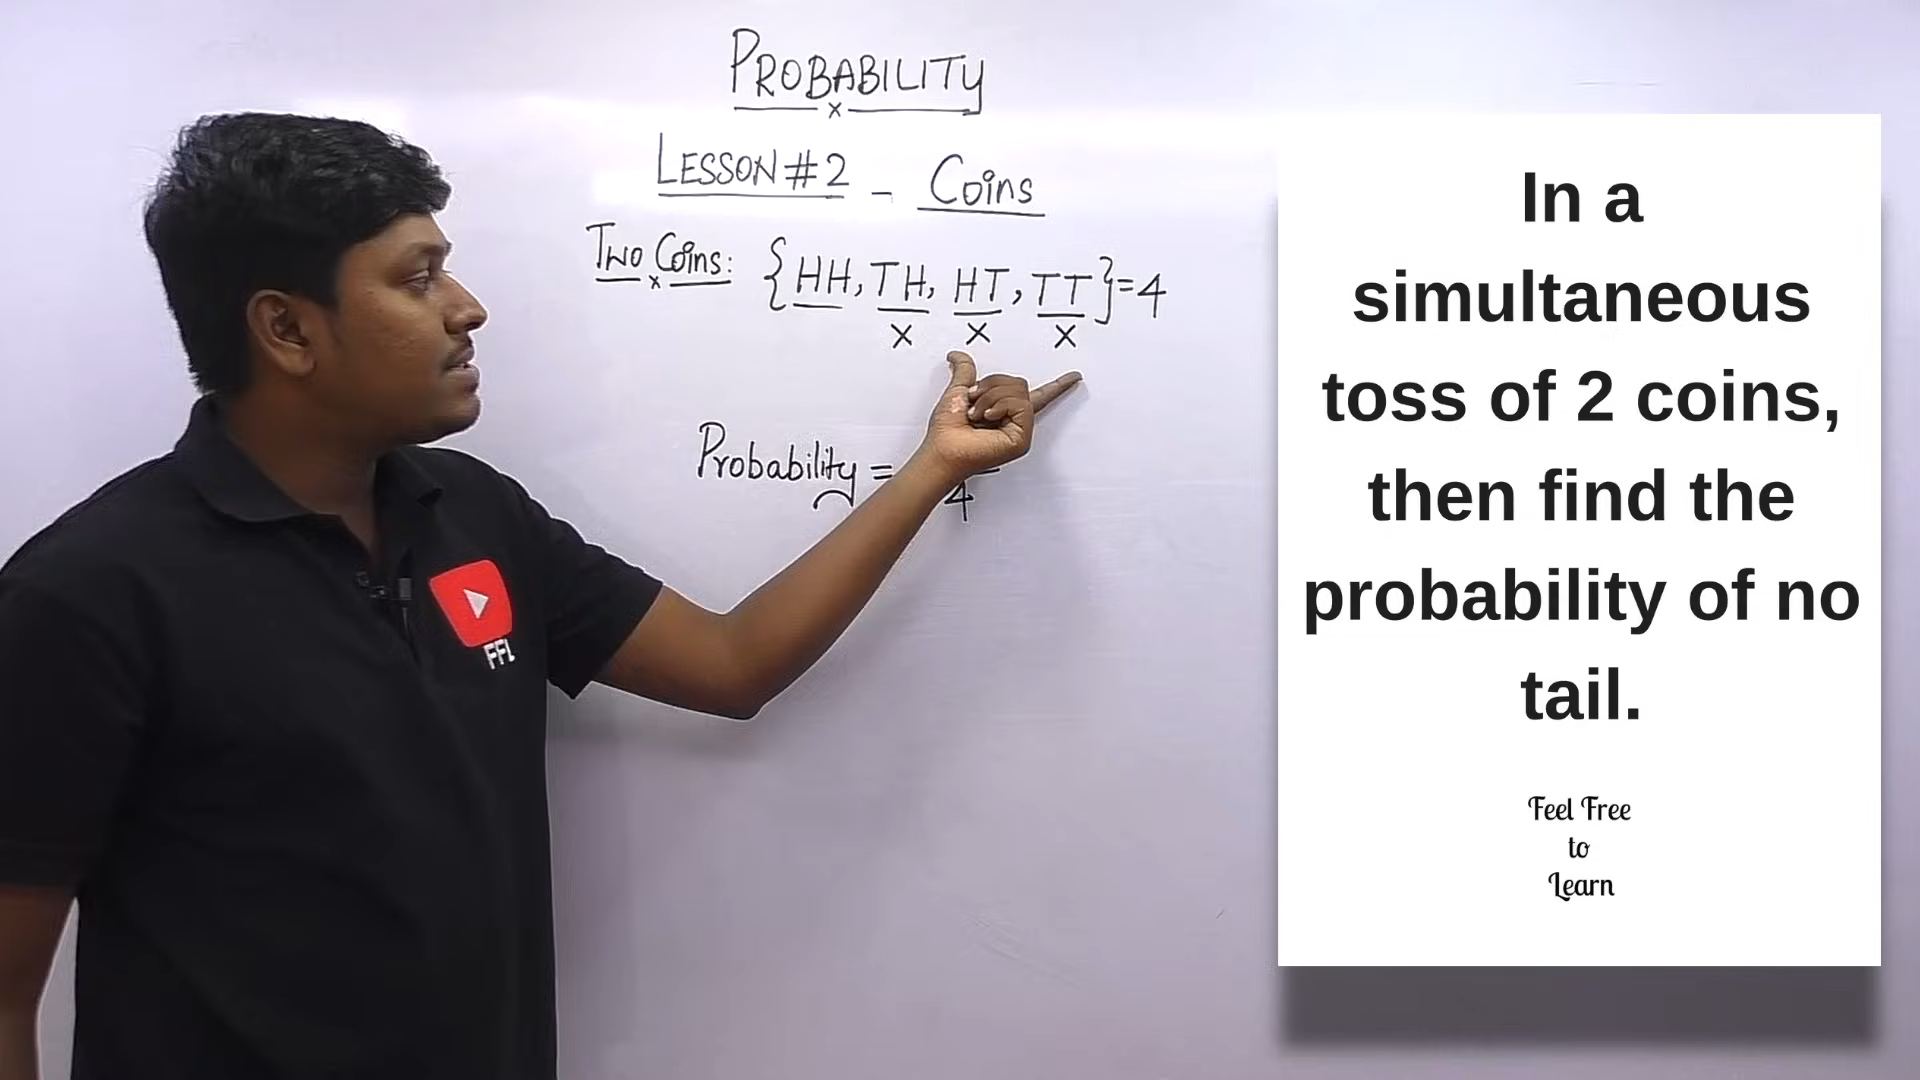 PROBABILITY
x
LESSON #2 - Coins
Two Coins: {HH, TH, HT, TT}=4
x
x x x
Probability =
4
FFL
In a
simultaneous
toss of 2 coins,
then find the
probability of no
tail.
Feel Free
to
Learn